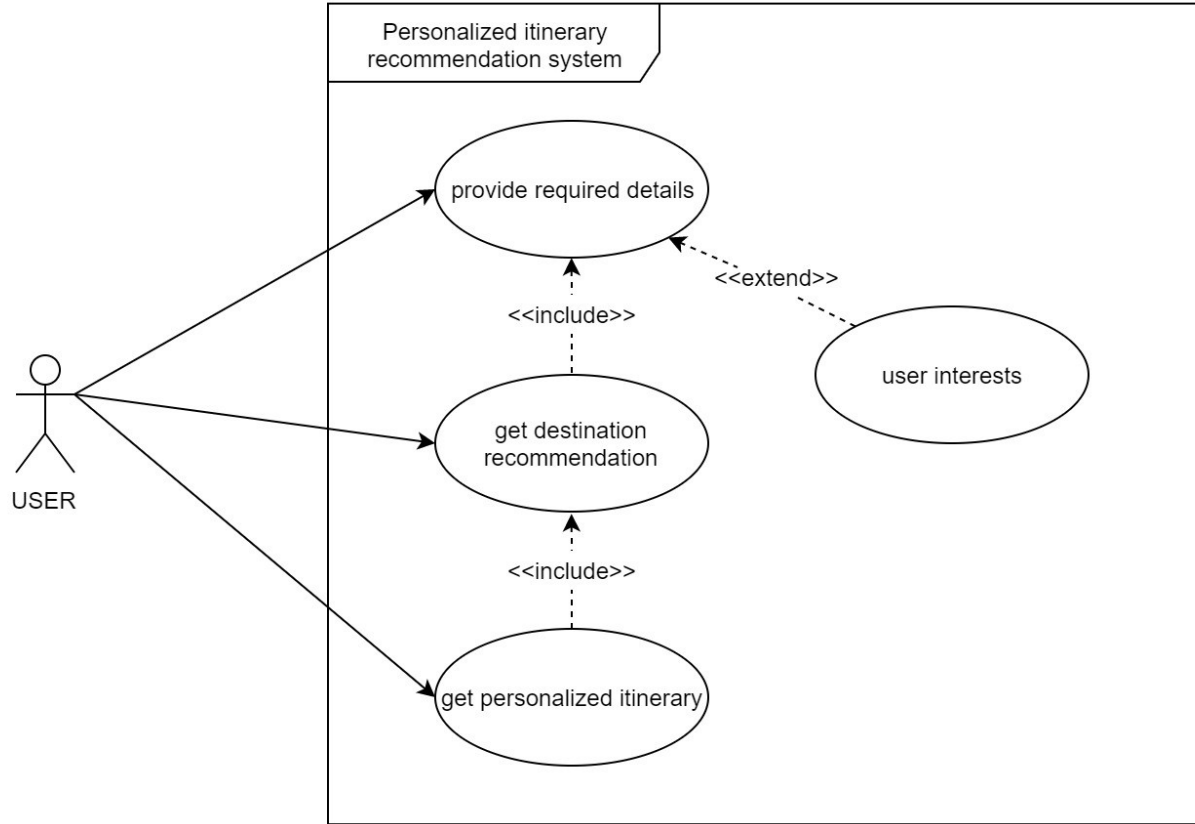 Personalized itinerary
recommendation system
provide required details
<<extend>>
<<include>>
user interests
get destination
recommendation
USER
<<include>>
get personalized itinerary